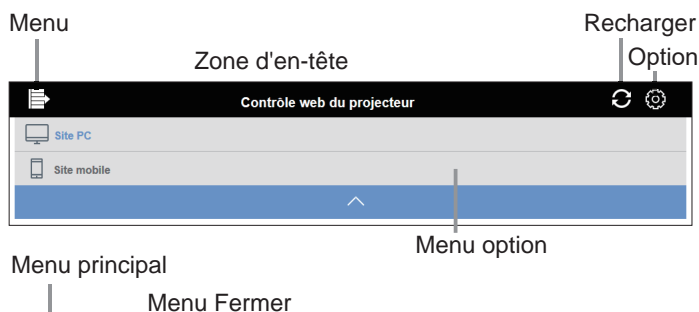 Menu
Recharger
Zone d'en-tête
Option
Contrôle web du projecteur
Site PC
Site mobile
Menu option
Menu principal
Menu Fermer